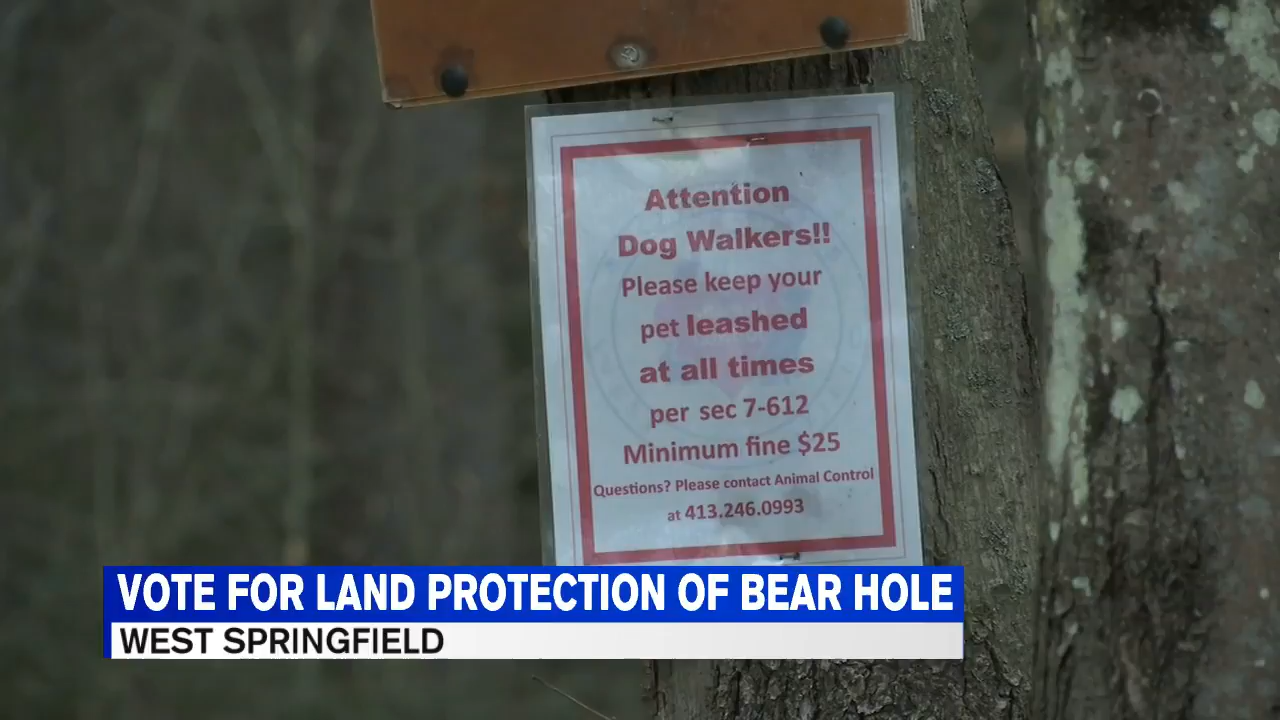 Attention
Dog Walkers!!
Please keep your
pet leashed
at all times
per sec 7-612
Minimum fine $25
Questions? Please contact Animal Control
at 413.246.0993
VOTE FOR LAND PROTECTION OF BEAR HOLE
WEST SPRINGFIELD